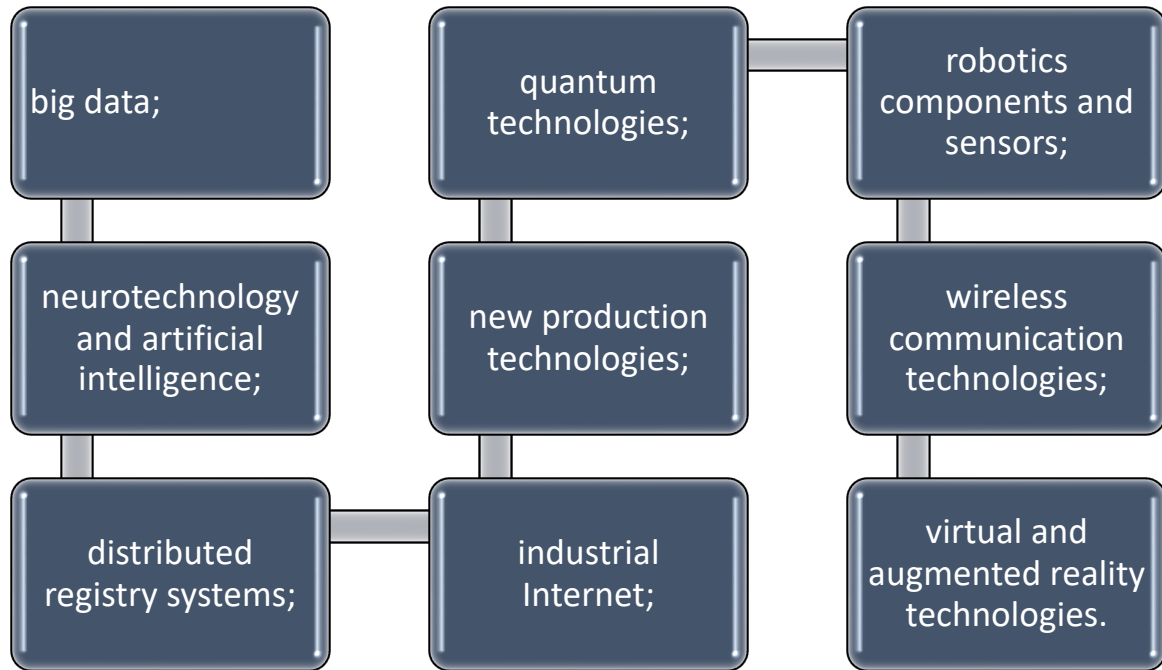 big data;
neurotechnology
and artificial
intelligence;
distributed
registry systems;
industrial
Internet;
new production
technologies;
quantum
technologies;
robotics
components and
sensors;
wireless
communication
technologies;
virtual and
augmented reality
technologies.